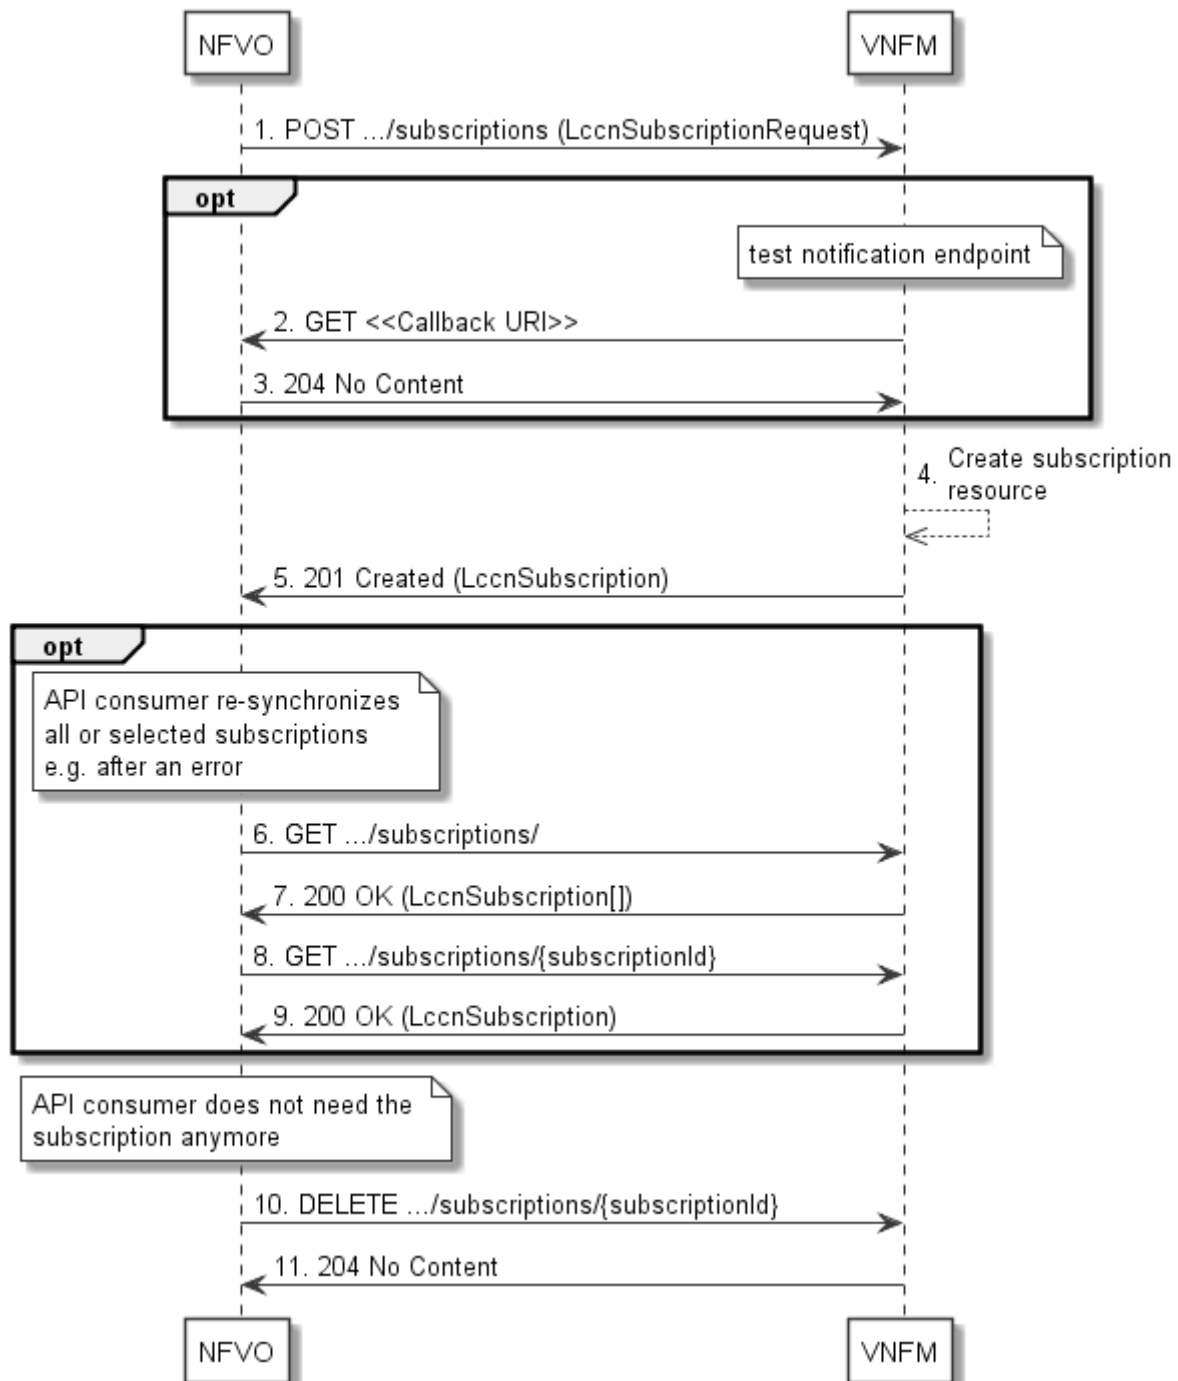 NFVO
VNFM
1. POST .../subscriptions (LccnSubscriptionRequest)
opt
test notification endpoint
2. GET <<Callback URI>>
3. 204 No Content
4. Create subscription
resource
5. 201 Created (LccnSubscription)
opt
API consumer re-synchronizes
all or selected subscriptions
e.g. after an error
6. GET .../subscriptions/
7. 200 OK (LccnSubscription[])
8. GET .../subscriptions/{subscriptionId}
9. 200 OK (LccnSubscription)
API consumer does not need the
subscription anymore
10. DELETE .../subscriptions/{subscriptionId}
11. 204 No Content
NFVO
VNFM